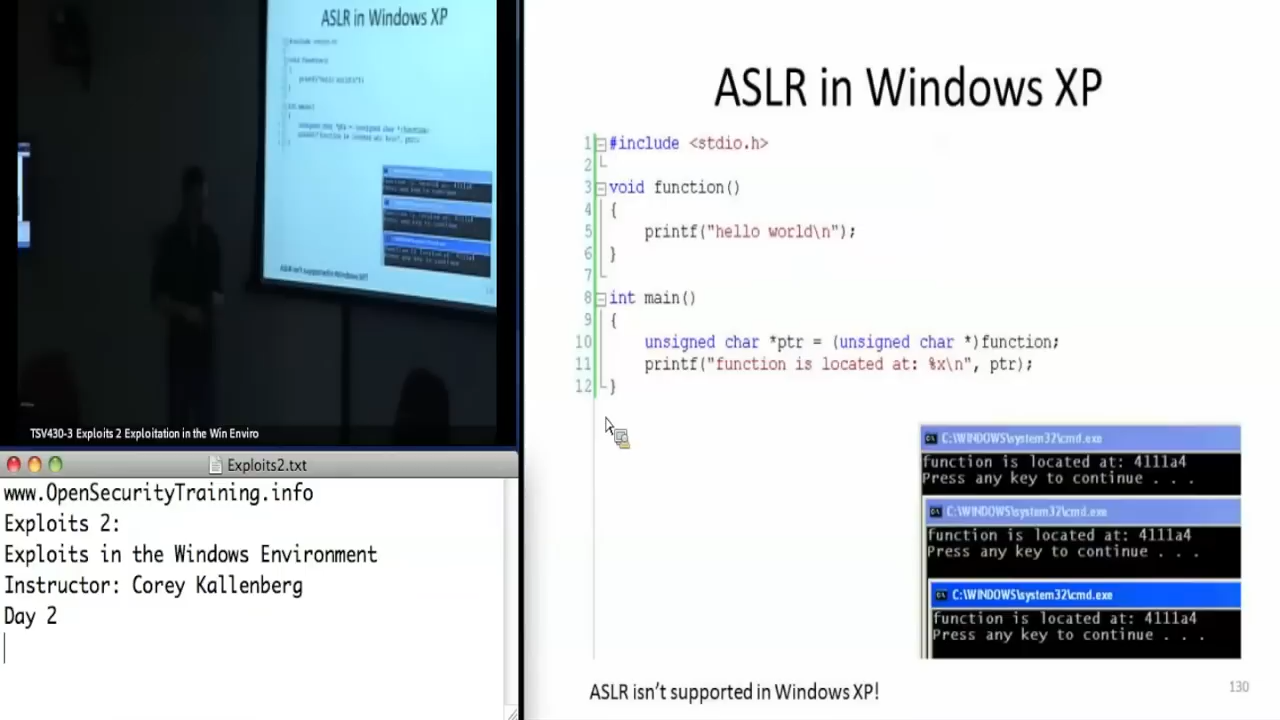 ASLR in Windows XP
TSV430-3 Exploits 2 Exploitation in the Win Enviro
Exploits2.txt
www.OpenSecurityTraining.info
Exploits 2:
Exploits in the Windows Environment
Instructor: Corey Kallenberg
Day 2
ASLR in Windows XP
1 #include <stdio.h>
2
3 void function()
4 {
5 printf("hello world\n");
6 }
7
8 int main()
9 {
10 unsigned char *ptr = (unsigned char *)function;
11 printf("function is located at: %x\n", ptr);
12 }
C:\WINDOWS\system32\cmd.exe
function is located at: 4111a4
Press any key to continue . . .
C:\WINDOWS\system32\cmd.exe
function is located at: 4111a4
Press any key to continue . . .
C:\WINDOWS\system32\cmd.exe
function is located at: 4111a4
Press any key to continue . . .
ASLR isn't supported in Windows XP!
130